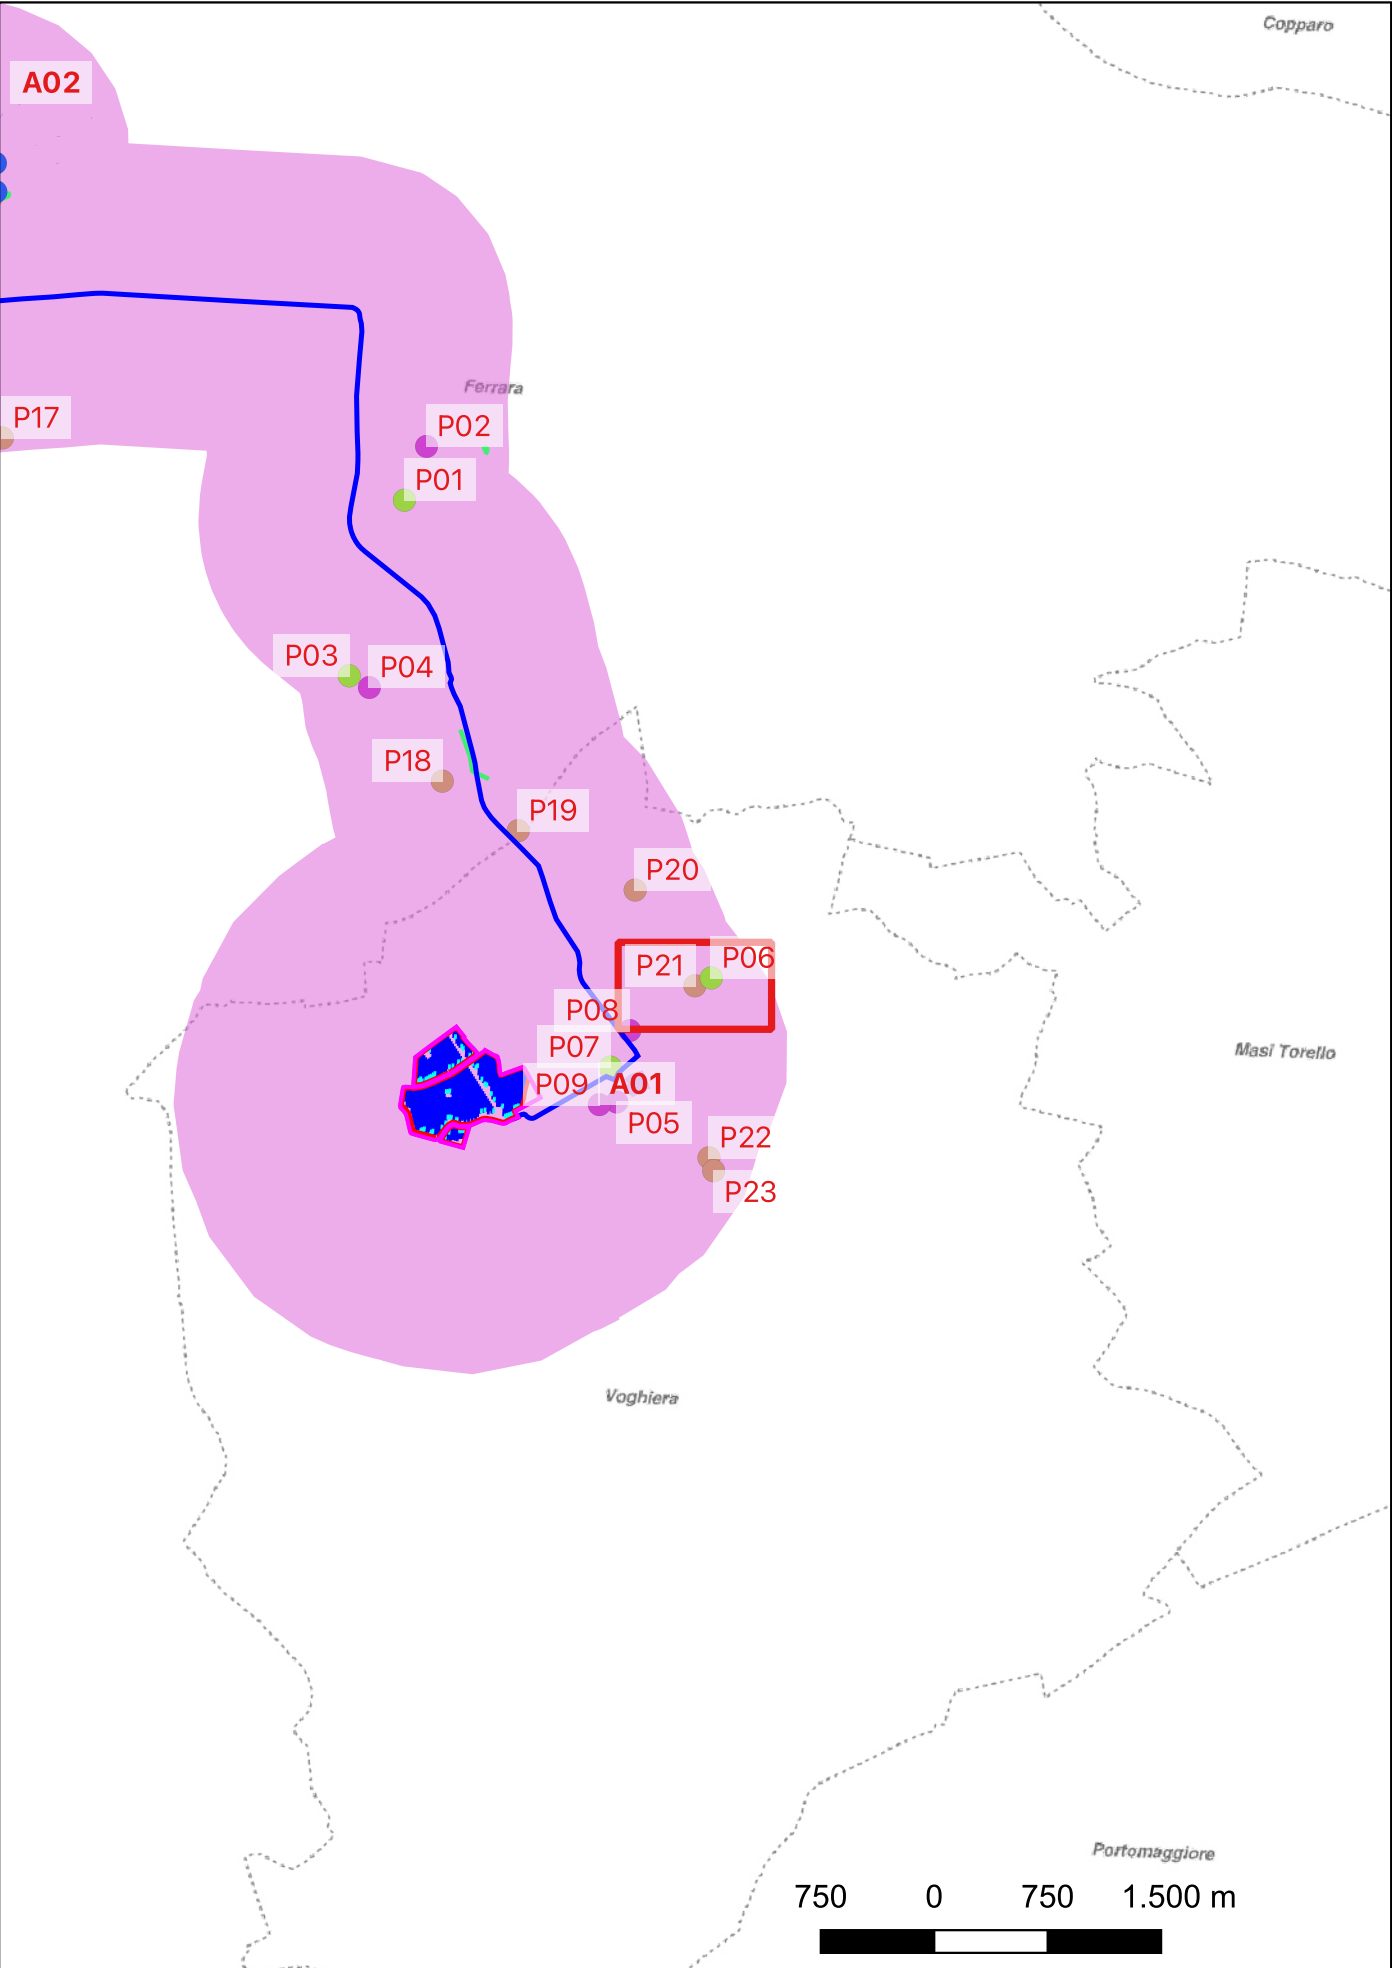 Copparo
A02
Ferrara
P17
P02
P01
P03
P04
P18
P19
P20
P06
P21
P08
P07
P09
A01
P05
P22
P23
Masi Torello
Voghiera
Portomaggiore
750 0 750 1.500 m